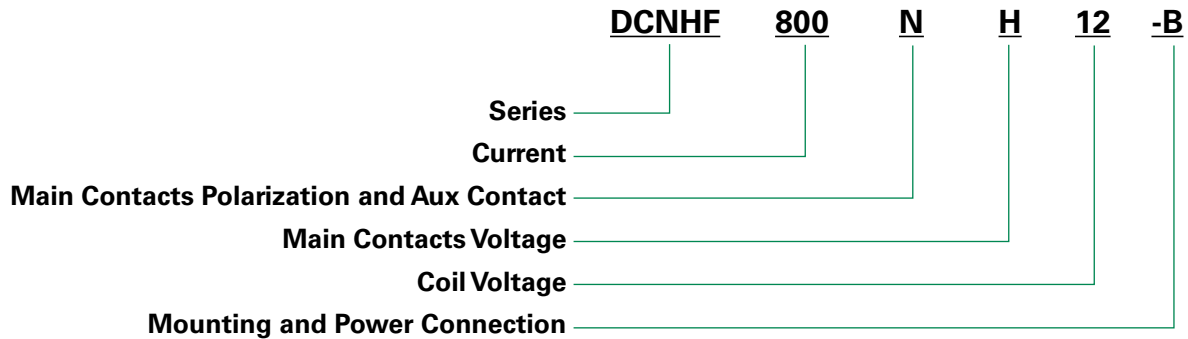 DCNHF 800 N H 12 -B
Series
Current
Main Contacts Polarization and Aux Contact
Main Contacts Voltage
Coil Voltage
Mounting and Power Connection